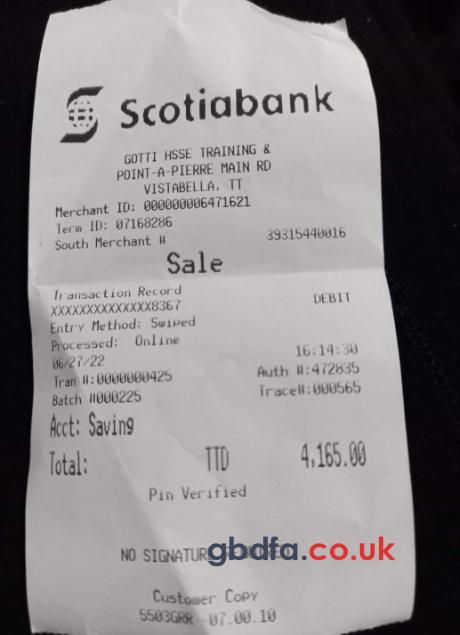 Scotiabank
GOTTI HSSE TRAINING &
POINT-A-PIERRE MAIN RD
VISTABELLA, TT
Merchant ID: 000000006471621
Term ID: 07168286
South Merchant # 39315440016
Sale
Transaction Record
XXXXXXXXXXXXXXX8367 DEBIT
Entry Method: Swiped
Processed: Online
06/27/22 16:14:30
Tran #:0000000425 Auth #:472835
Batch #000225 Trace#:000565
Acct: Saving
Total: TTD 4,165.00
Pin Verified
NO SIGNATURE
gbdfa.co.uk
Customer Copy
5503GRR -07.00.10